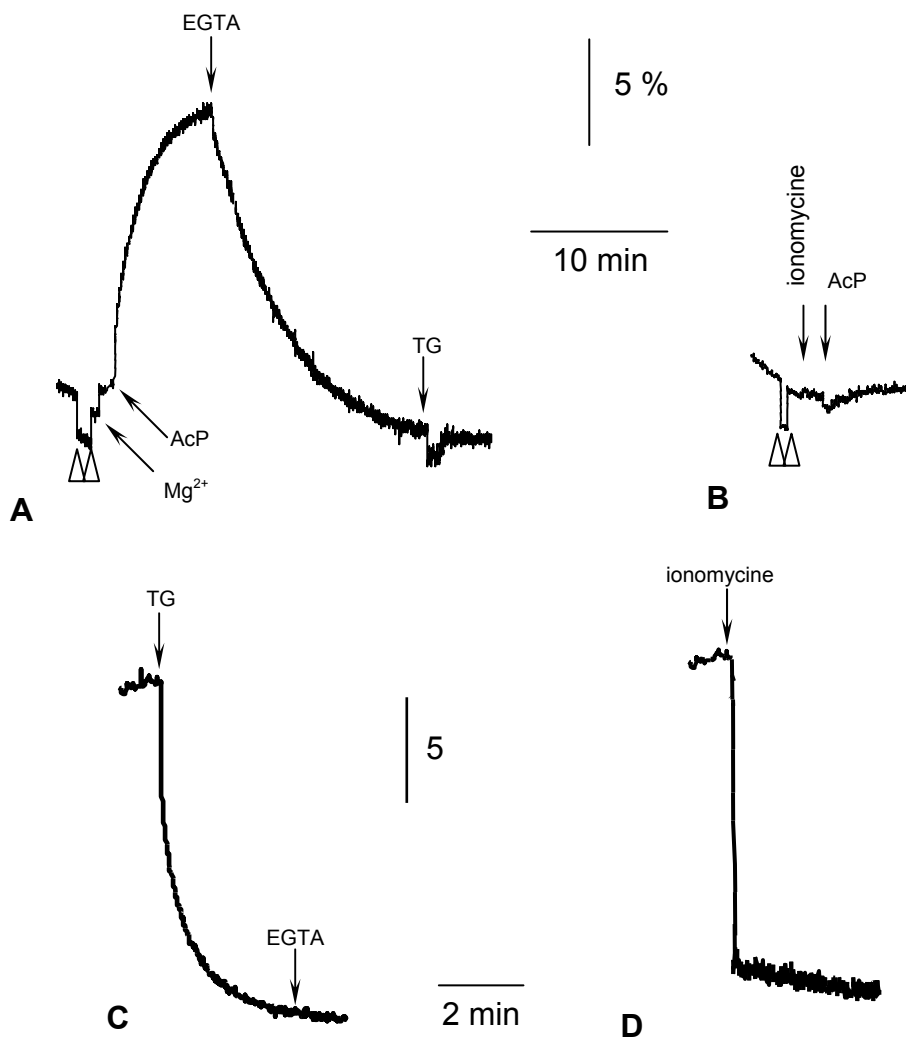 EGTA
5 %
10 min
TG
AcP
Mg²⁺
A
ionomycine
AcP
B
TG
5
EGTA
2 min
C
ionomycine
D